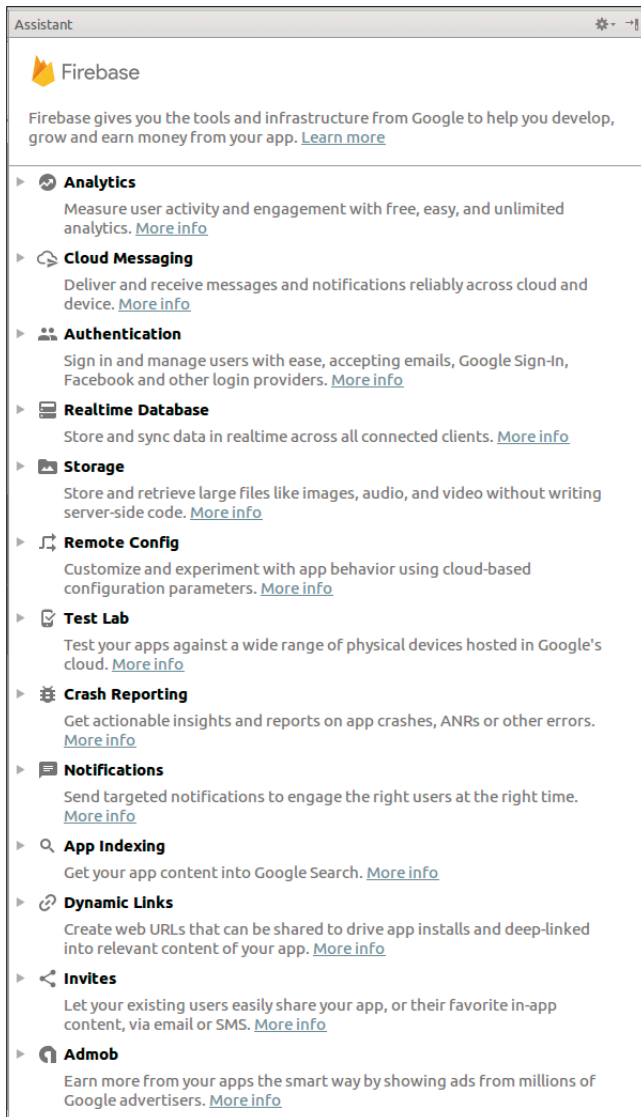 Assistant
Firebase
Firebase gives you the tools and infrastructure from Google to help you develop,
grow and earn money from your app. Learn more
Analytics
Measure user activity and engagement with free, easy, and unlimited
analytics. More info
Cloud Messaging
Deliver and receive messages and notifications reliably across cloud and
device. More info
Authentication
Sign in and manage users with ease, accepting emails, Google Sign-In,
Facebook and other login providers. More info
Realtime Database
Store and sync data in realtime across all connected clients. More info
Storage
Store and retrieve large files like images, audio, and video without writing
server-side code. More info
Remote Config
Customize and experiment with app behavior using cloud-based
configuration parameters. More info
Test Lab
Test your apps against a wide range of physical devices hosted in Google's
cloud. More info
Crash Reporting
Get actionable insights and reports on app crashes, ANRs or other errors.
More info
Notifications
Send targeted notifications to engage the right users at the right time.
More info
App Indexing
Get your app content into Google Search. More info
Dynamic Links
Create web URLs that can be shared to drive app installs and deep-linked
into relevant content of your app. More info
Invites
Let your existing users easily share your app, or their favorite in-app
content, via email or SMS. More info
Admob
Earn more from your apps the smart way by showing ads from millions of
Google advertisers. More info